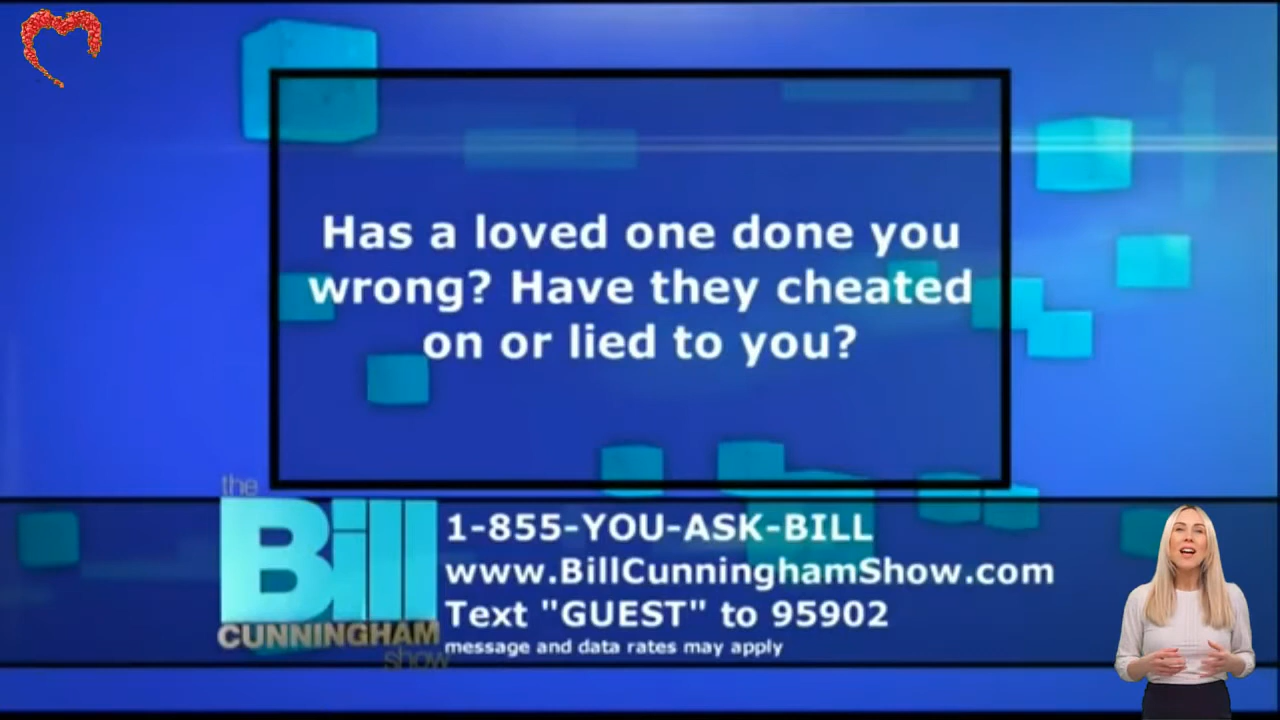 Has a loved one done you
wrong? Have they cheated
on or lied to you?
the
Bill
CUNNINGHAM
show
1-855-YOU-ASK-BILL
www.BillCunninghamShow.com
Text "GUEST" to 95902
message and data rates may apply